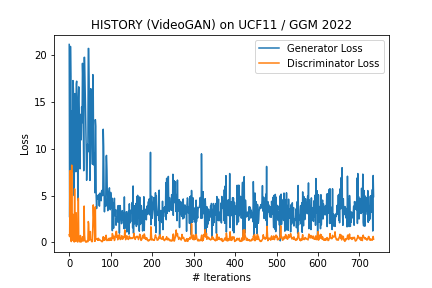 HISTORY (VideoGAN) on UCF11 / GGM 2022
Generator Loss
Discriminator Loss
Loss
20
15
10
5
0
0 100 200 300 400 500 600 700
# Iterations